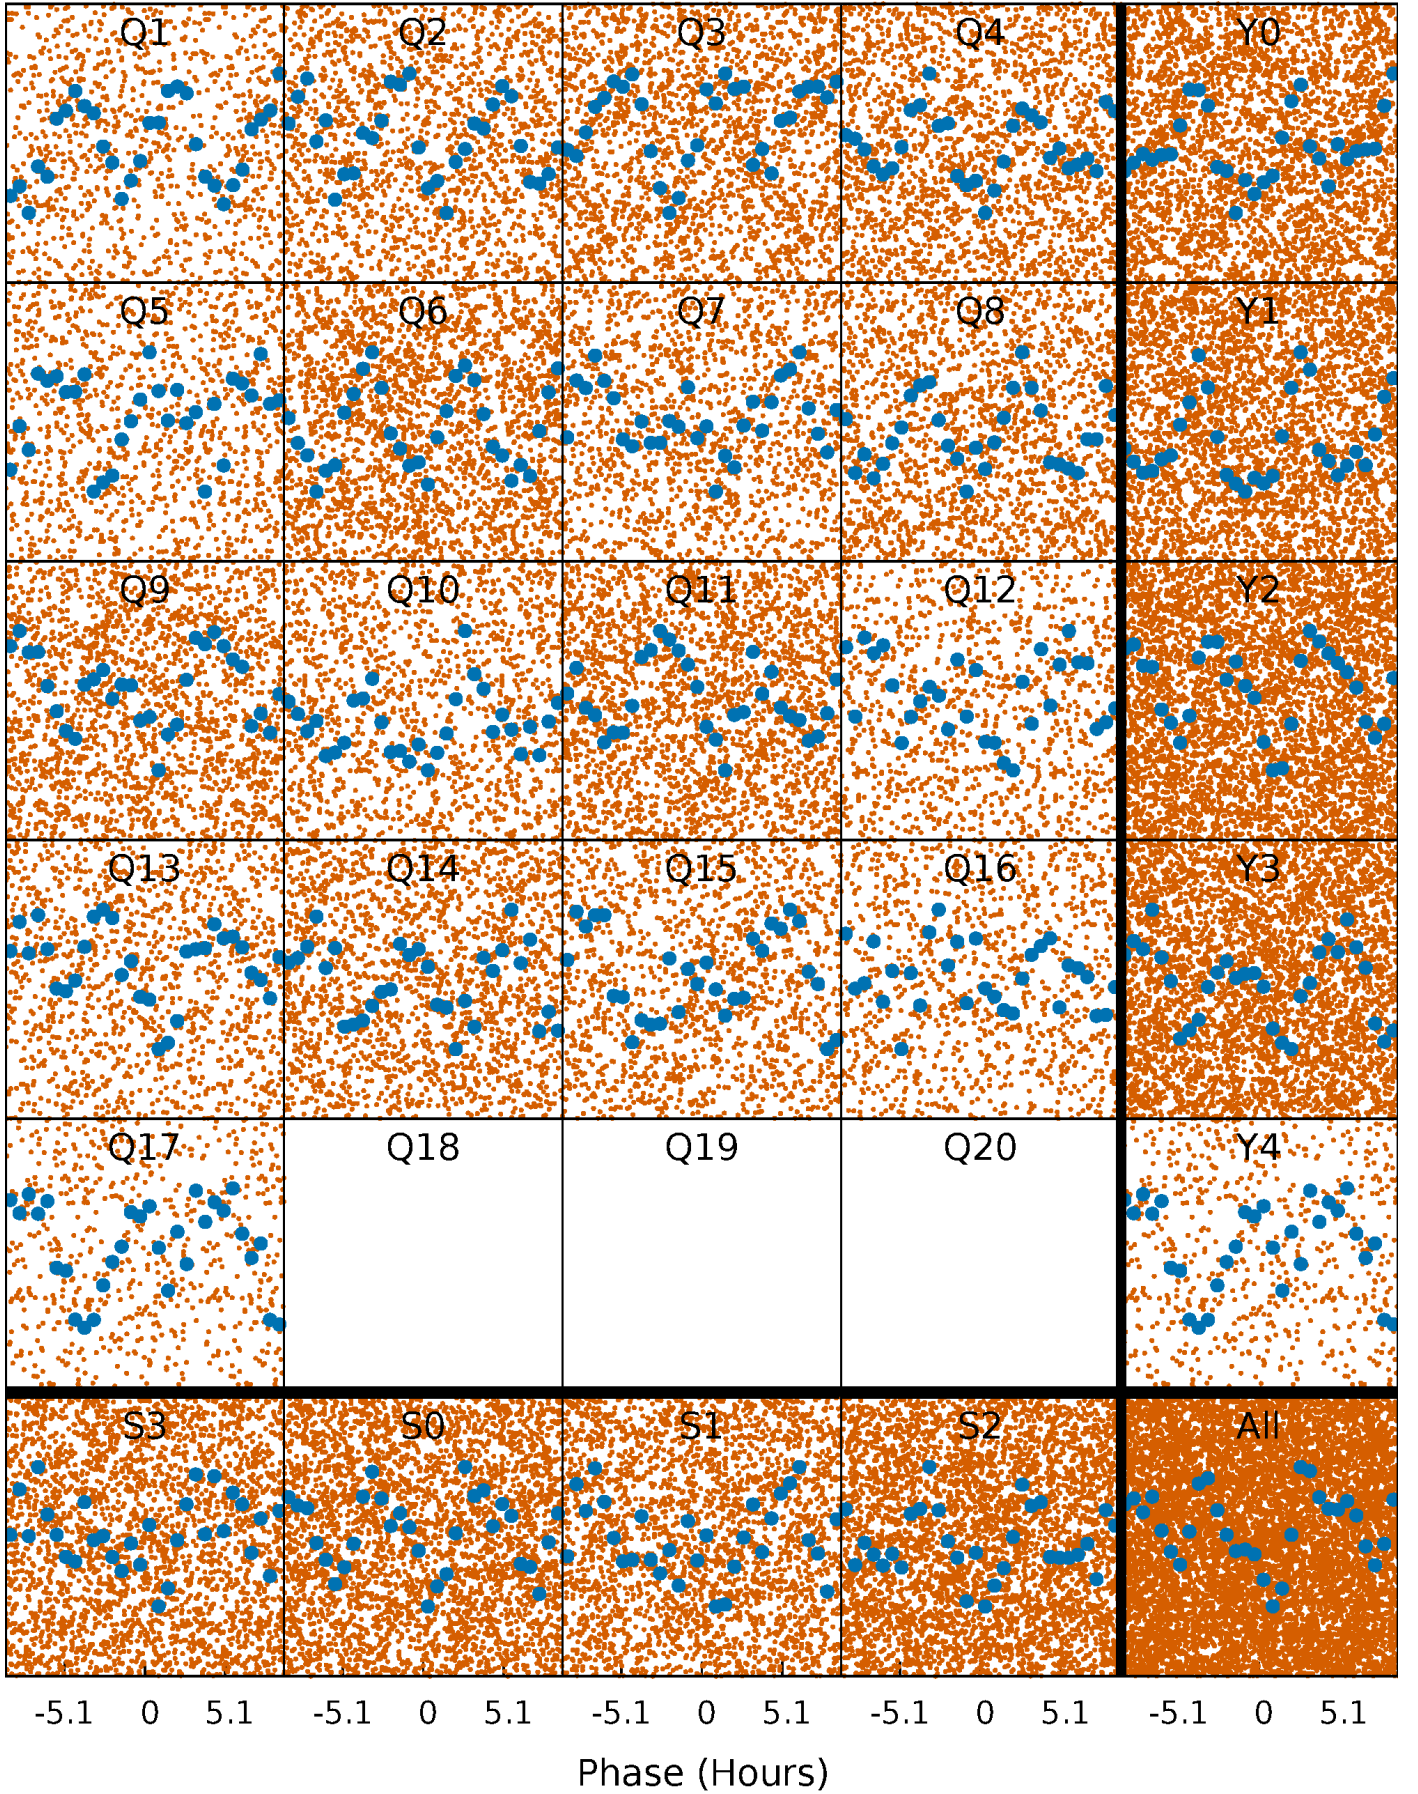 Q1 Q2 Q3 Q4 Y0
Q5 Q6 Q7 Q8 Y1
Q9 Q10 Q11 Q12 Y2
Q13 Q14 Q15 Q16 Y3
Q17 Q18 Q19 Q20 Y4
S3 S0 S1 S2 All
-5.1 0 5.1 -5.1 0 5.1 -5.1 0 5.1 -5.1 0 5.1 -5.1 0 5.1
Phase (Hours)